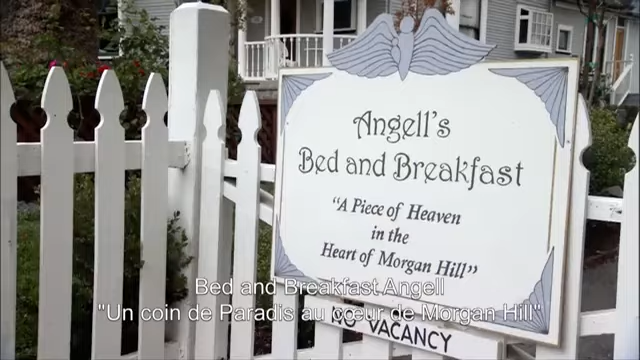 Angell's
Bed and Breakfast
"A Piece of Heaven
in the
Heart of Morgan Hill"
Bed and Breakfast Angell
"Un coin de Paradis au cœur de Morgan Hill"
NO VACANCY